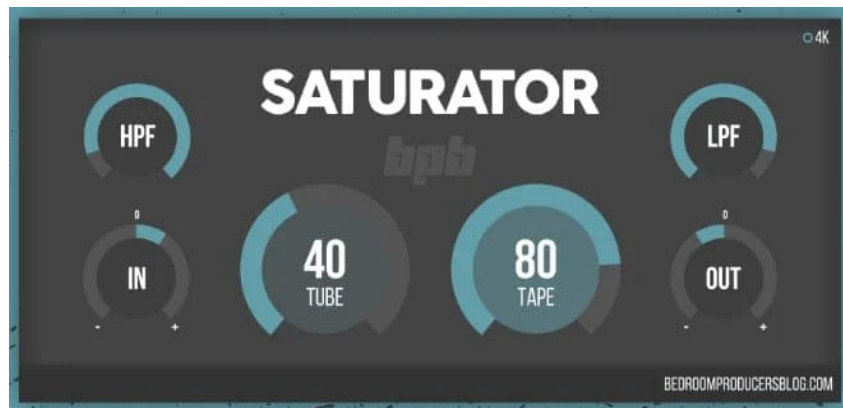 4K
SATURATOR
bpb
HPF
LPF
0
0
IN
40
TUBE
80
TAPE
OUT
- +
- +
BEDROOMPRODUCERSBLOG.COM